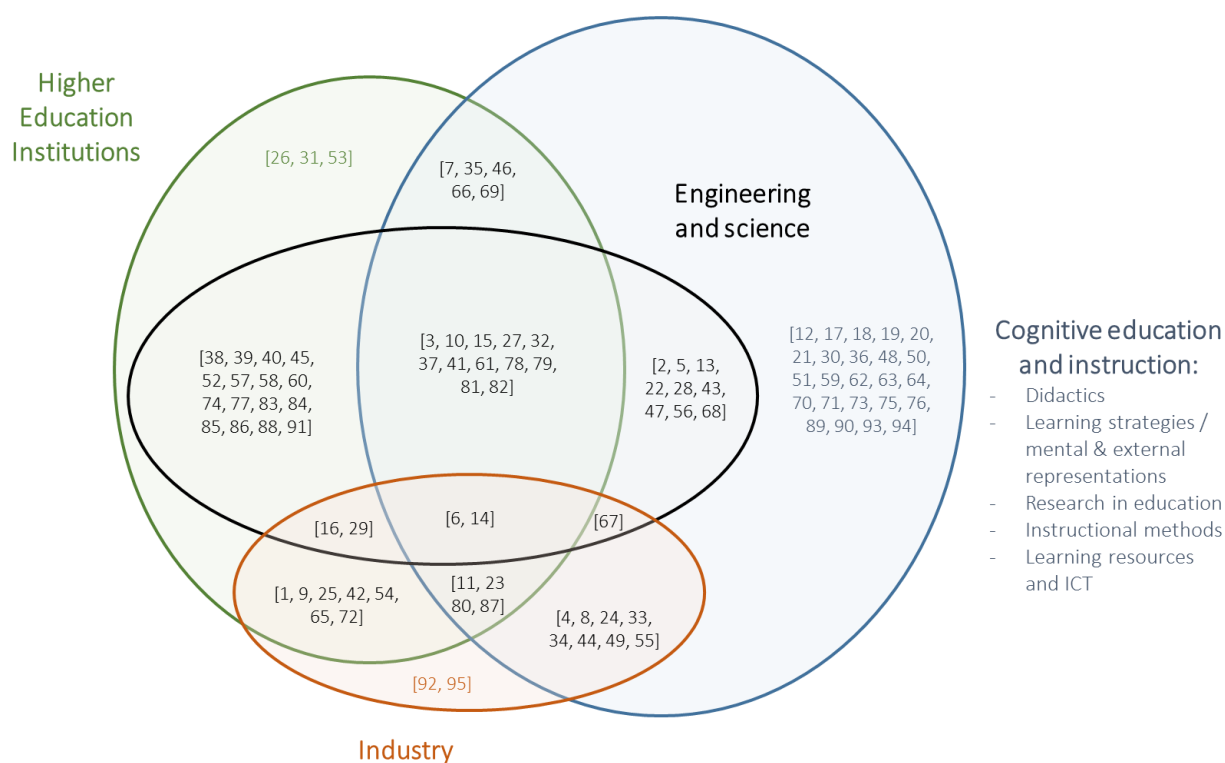 Higher
Education
Institutions
[26, 31, 53]
[7, 35, 46,
66, 69]
Engineering
and science
[38, 39, 40, 45,
52, 57, 58, 60,
74, 77, 83, 84,
85, 86, 88, 91]
[3, 10, 15, 27, 32,
37, 41, 61, 78, 79,
81, 82]
[2, 5, 13,
22, 28, 43,
47, 56, 68]
[12, 17, 18, 19, 20,
21, 30, 36, 48, 50,
51, 59, 62, 63, 64,
70, 71, 73, 75, 76,
89, 90, 93, 94]
Cognitive education
and instruction:
- Didactics
- Learning strategies /
mental & external
representations
- Research in education
- Instructional methods
- Learning resources
and ICT
[16, 29]
[6, 14]
[67]
[1, 9, 25, 42, 54,
65, 72]
[11, 23
80, 87]
[4, 8, 24, 33,
34, 44, 49, 55]
[92, 95]
Industry